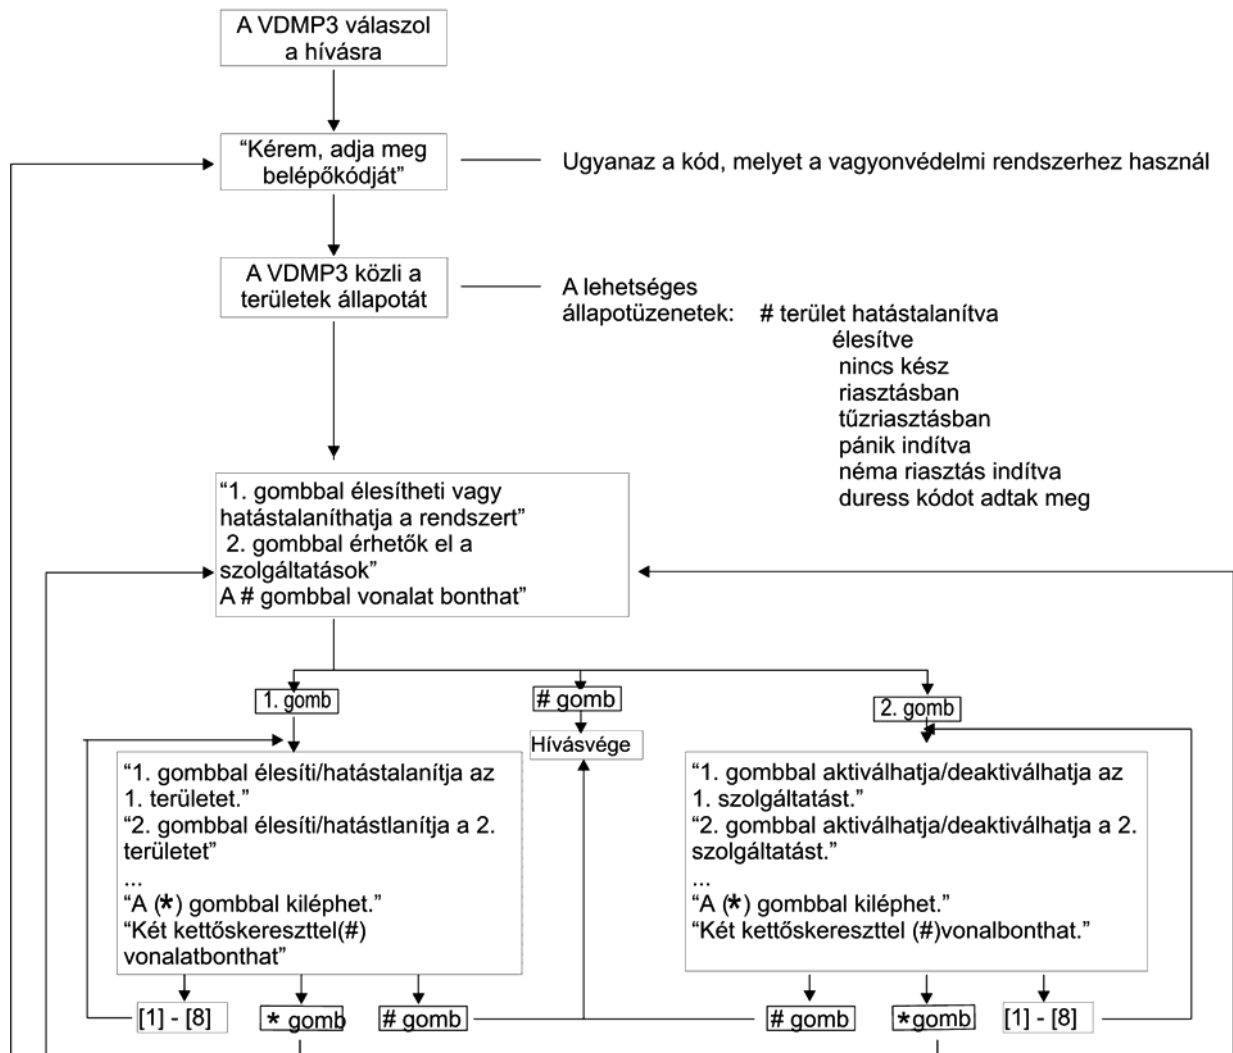 A VDMP3 válaszol
a hívásra
“Kérem, adja meg
belépőkódját”
Ugyanaz a kód, melyet a vagyonvédelmi rendszerhez használ
A VDMP3 közli a
területek állapotát
A lehetséges
állapotüzenetek: # terület hatástalanítva
élesítve
nincs kész
riasztásban
tűzriasztásban
pánik indítva
néma riasztás indítva
duress kódot adtak meg
“1. gombbal élesítheti vagy
hatástalaníthatja a rendszert”
2. gombbal érhetők el a
szolgáltatások”
A # gombbal vonalat bonthat”
1. gomb
# gomb
2. gomb
Hívásvége
“1. gombbal élesíti/hatástalanítja az
1. területet.”
“2. gombbal élesíti/hatástlanítja a 2.
területet”
...
“A (*) gombbal kiléphet.”
“Két kettőskereszttel(#)
vonalatbonthat”
“1. gombbal aktiválhatja/deaktiválhatja az
1. szolgáltatást.”
“2. gombbal aktiválhatja/deaktiválhatja a 2.
szolgáltatást.”
...
“A (*) gombbal kiléphet.”
“Két kettőskereszttel (#)vonalbonthat.”
[1] - [8]
* gomb
# gomb
# gomb
*gomb
[1] - [8]